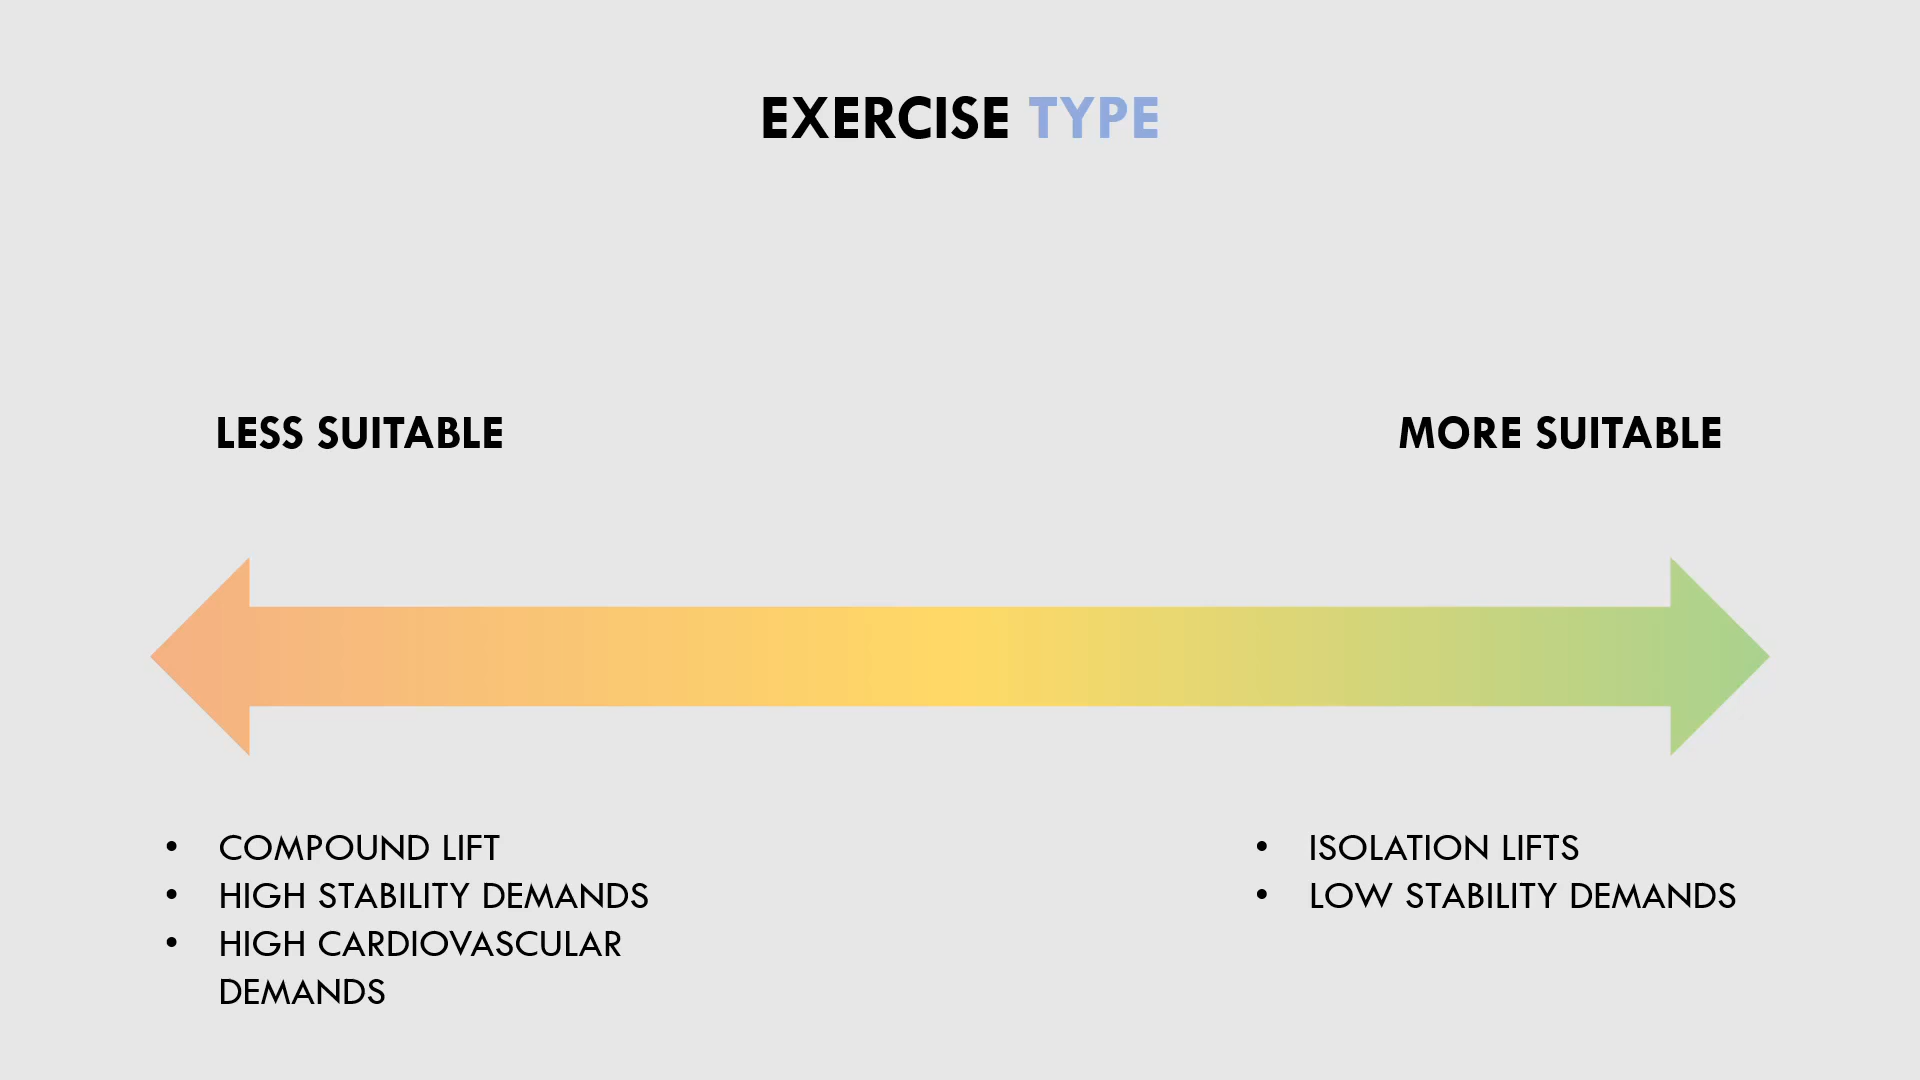 EXERCISE TYPE
LESS SUITABLE
MORE SUITABLE
• COMPOUND LIFT
• HIGH STABILITY DEMANDS
• HIGH CARDIOVASCULAR
DEMANDS
• ISOLATION LIFTS
• LOW STABILITY DEMANDS